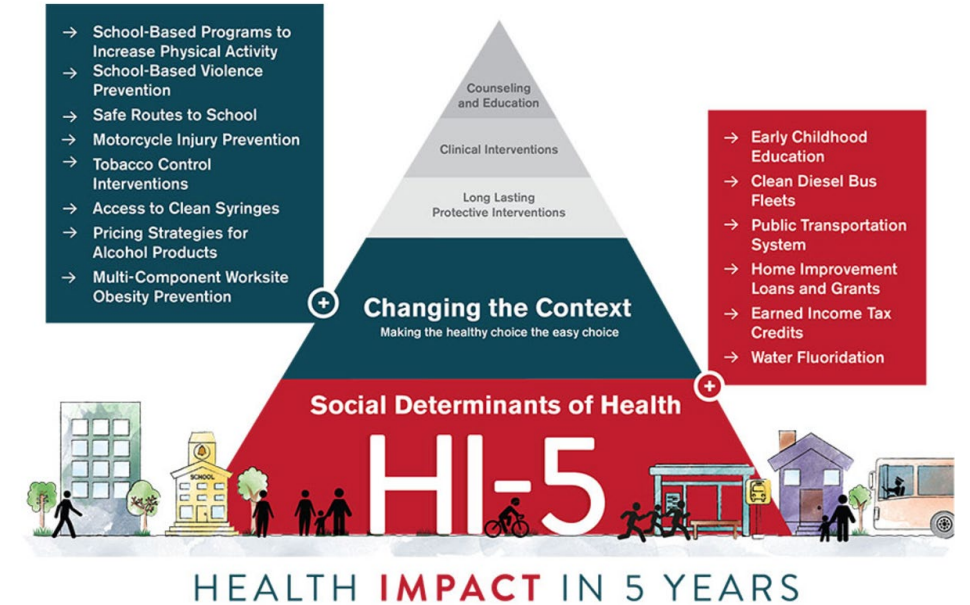 → School-Based Programs to
Increase Physical Activity
→ School-Based Violence
Prevention
→ Safe Routes to School
→ Motorcycle Injury Prevention
→ Tobacco Control
Interventions
→ Access to Clean Syringes
→ Pricing Strategies for
Alcohol Products
→ Multi-Component Worksite
Obesity Prevention
Counseling
and Education
Clinical Interventions
Long Lasting
Protective Interventions
Changing the Context
Making the healthy choice the easy choice
→ Early Childhood
Education
→ Clean Diesel Bus
Fleets
→ Public Transportation
System
→ Home Improvement
Loans and Grants
→ Earned Income Tax
Credits
→ Water Fluoridation
Social Determinants of Health
HI-5
SCHOOL
HEALTH IMPACT IN 5 YEARS